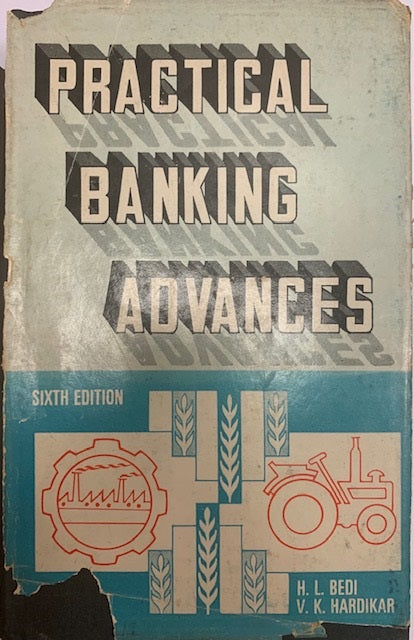 PRACTICAL
BANKING
ADVANCES
SIXTH EDITION
H. L. BEDI
V. K. HARDIKAR